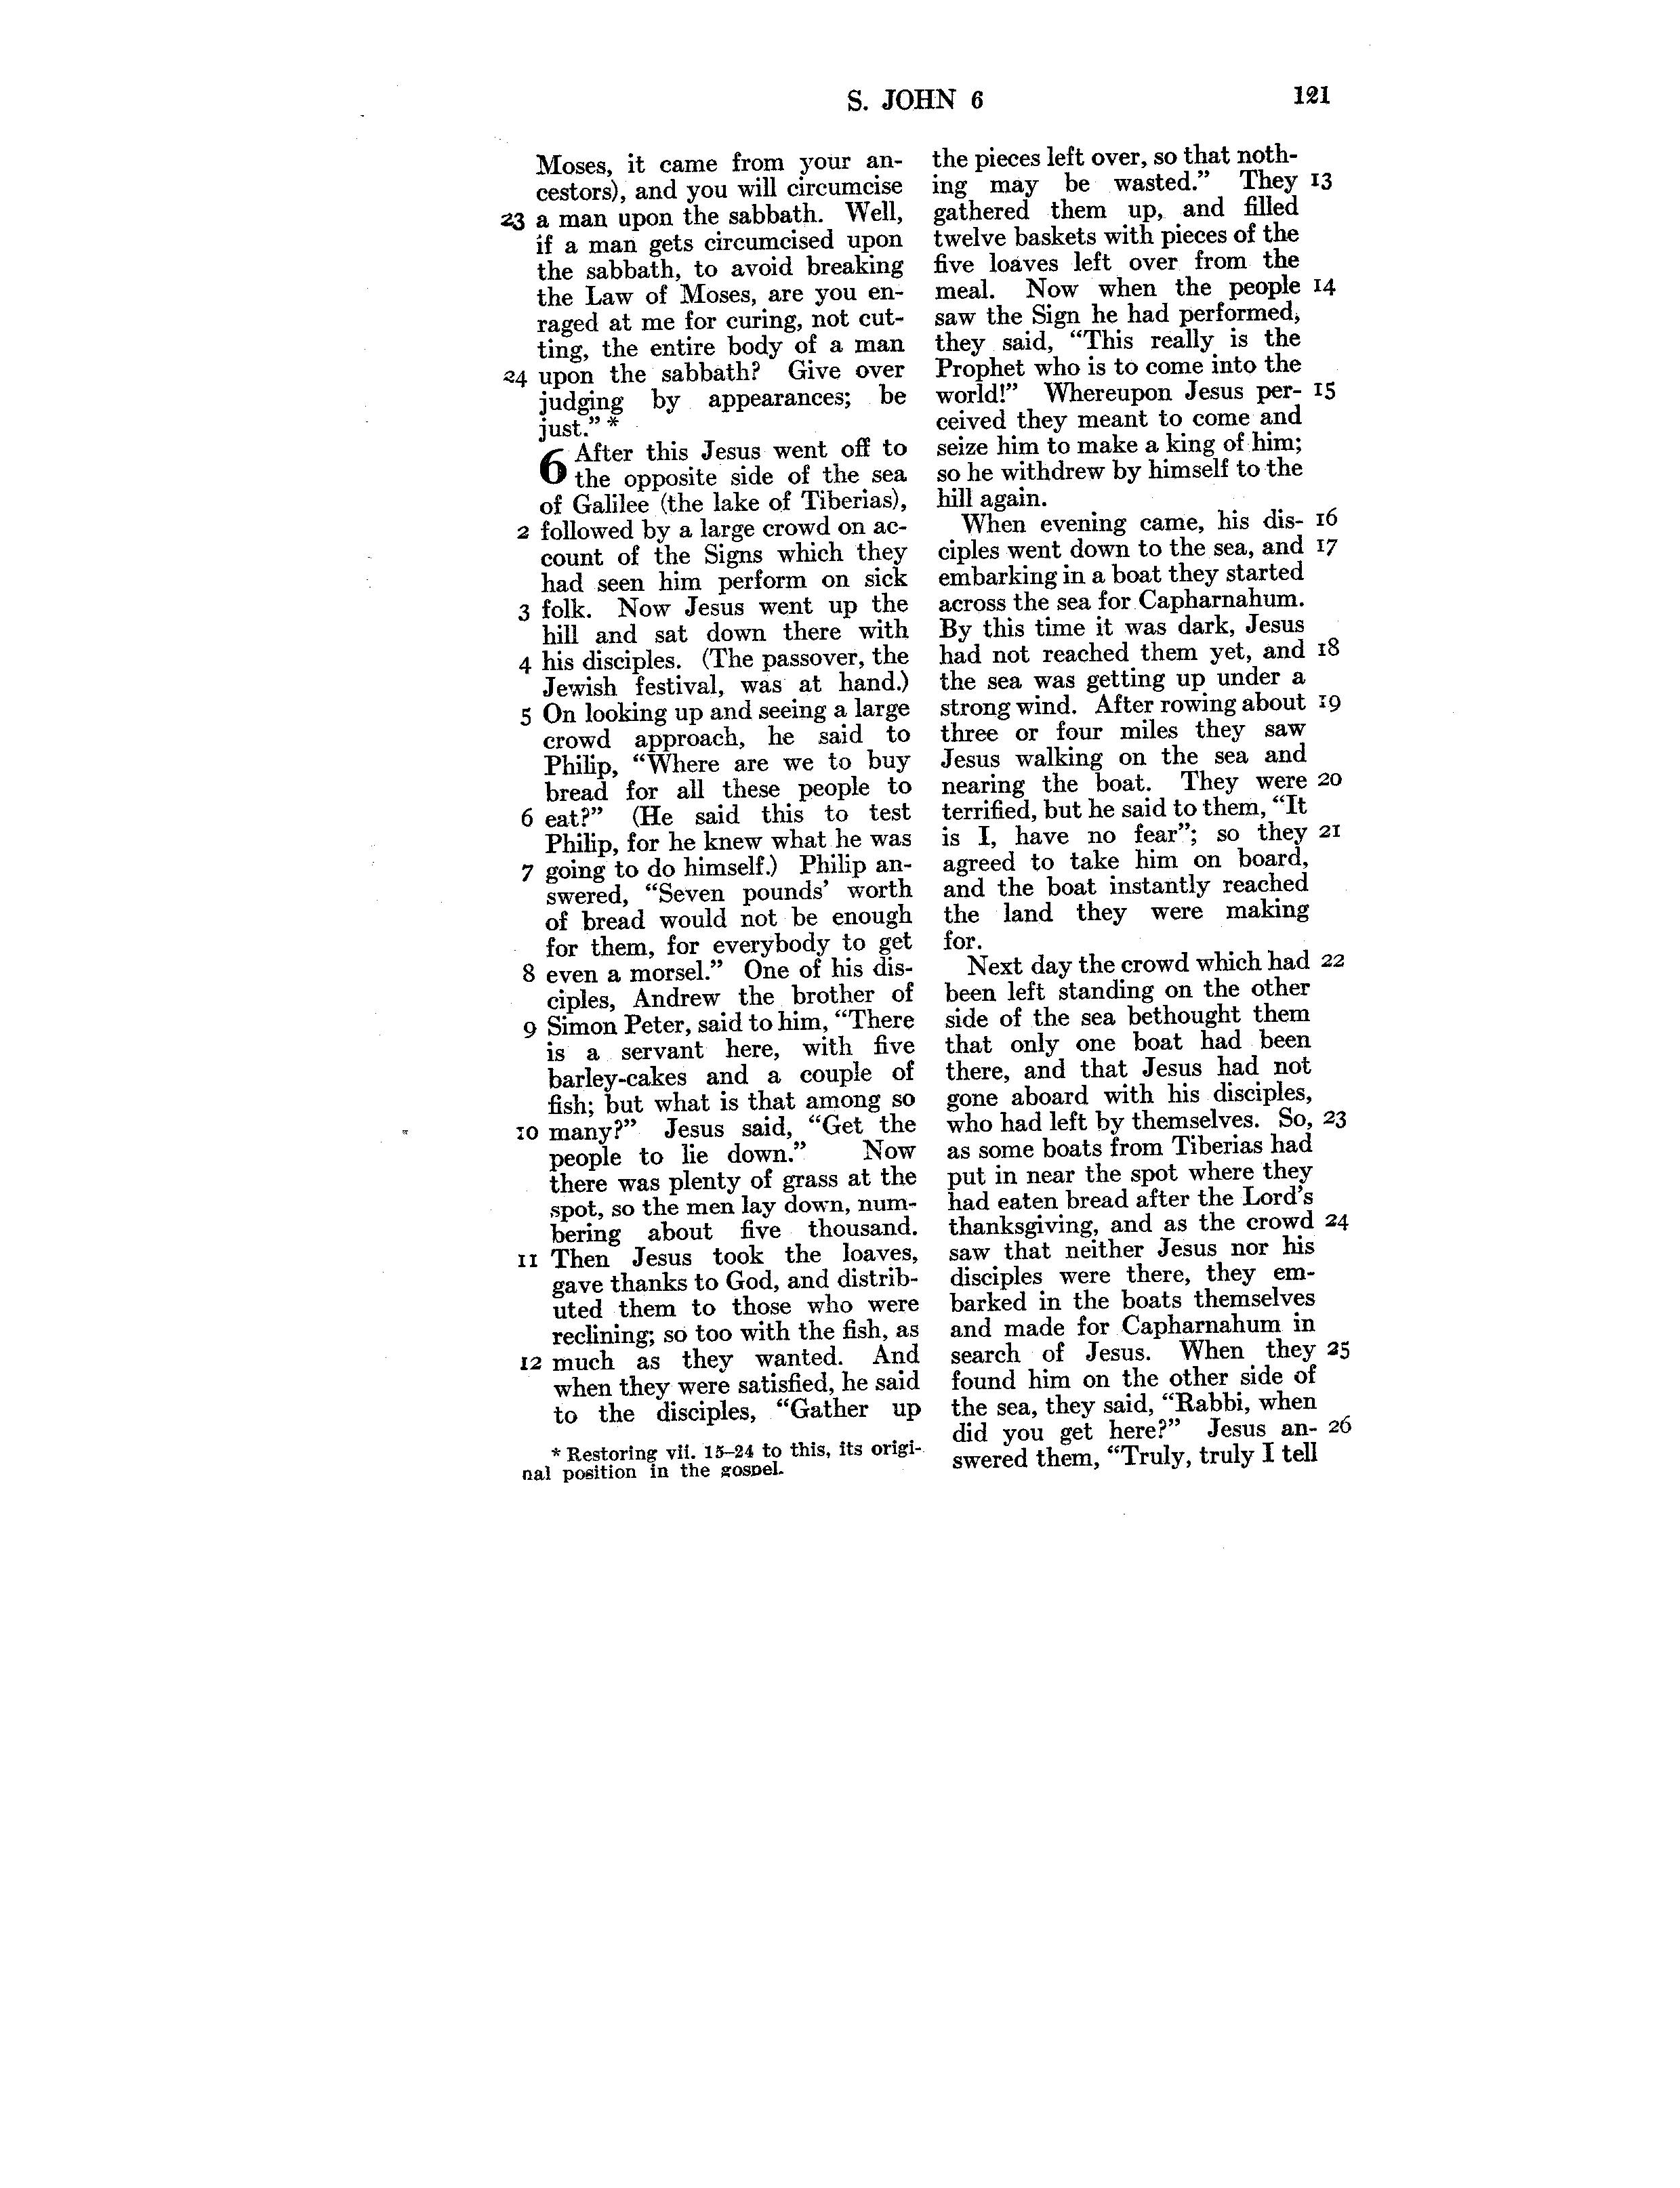 S. JOHN 6
121
Moses, it came from your an-
cestors), and you will circumcise
23 a man upon the sabbath. Well,
if a man gets circumcised upon
the sabbath, to avoid breaking
the Law of Moses, are you en-
raged at me for curing, not cut-
ting, the entire body of a man
24 upon the sabbath? Give over
judging by appearances; be
just.” *
6 After this Jesus went off to
the opposite side of the sea
of Galilee (the lake of Tiberias),
2 followed by a large crowd on ac-
count of the Signs which they
had seen him perform on sick
3 folk. Now Jesus went up the
hill and sat down there with
4 his disciples. (The passover, the
Jewish festival, was at hand.)
5 On looking up and seeing a large
crowd approach, he said to
Philip, “Where are we to buy
bread for all these people to
6 eat?” (He said this to test
Philip, for he knew what he was
7 going to do himself.) Philip an-
swered, “Seven pounds’ worth
of bread would not be enough
for them, for everybody to get
8 even a morsel.” One of his dis-
ciples, Andrew the brother of
9 Simon Peter, said to him, “There
is a servant here, with five
barley-cakes and a couple of
fish; but what is that among so
10 many?” Jesus said, “Get the
people to lie down.” Now
there was plenty of grass at the
spot, so the men lay down, num-
bering about five thousand.
11 Then Jesus took the loaves,
gave thanks to God, and distrib-
uted them to those who were
reclining; so too with the fish, as
12 much as they wanted. And
when they were satisfied, he said
to the disciples, “Gather up
* Restoring vii. 15–24 to this, its origi-
nal position in the gospel.
the pieces left over, so that noth-
ing may be wasted.” They 13
gathered them up, and filled
twelve baskets with pieces of the
five loaves left over from the
meal. Now when the people 14
saw the Sign he had performed,
they said, “This really is the
Prophet who is to come into the
world!” Whereupon Jesus per- 15
ceived they meant to come and
seize him to make a king of him;
so he withdrew by himself to the
hill again.
When evening came, his dis- 16
ciples went down to the sea, and 17
embarking in a boat they started
across the sea for Capharnahum.
By this time it was dark, Jesus
had not reached them yet, and 18
the sea was getting up under a
strong wind. After rowing about 19
three or four miles they saw
Jesus walking on the sea and
nearing the boat. They were 20
terrified, but he said to them, “It
is I, have no fear”; so they 21
agreed to take him on board,
and the boat instantly reached
the land they were making
for.
Next day the crowd which had 22
been left standing on the other
side of the sea bethought them
that only one boat had been
there, and that Jesus had not
gone aboard with his disciples,
who had left by themselves. So, 23
as some boats from Tiberias had
put in near the spot where they
had eaten bread after the Lord’s
thanksgiving, and as the crowd 24
saw that neither Jesus nor his
disciples were there, they em-
barked in the boats themselves
and made for Capharnahum in
search of Jesus. When they 25
found him on the other side of
the sea, they said, “Rabbi, when
did you get here?” Jesus an- 26
swered them, “Truly, truly I tell